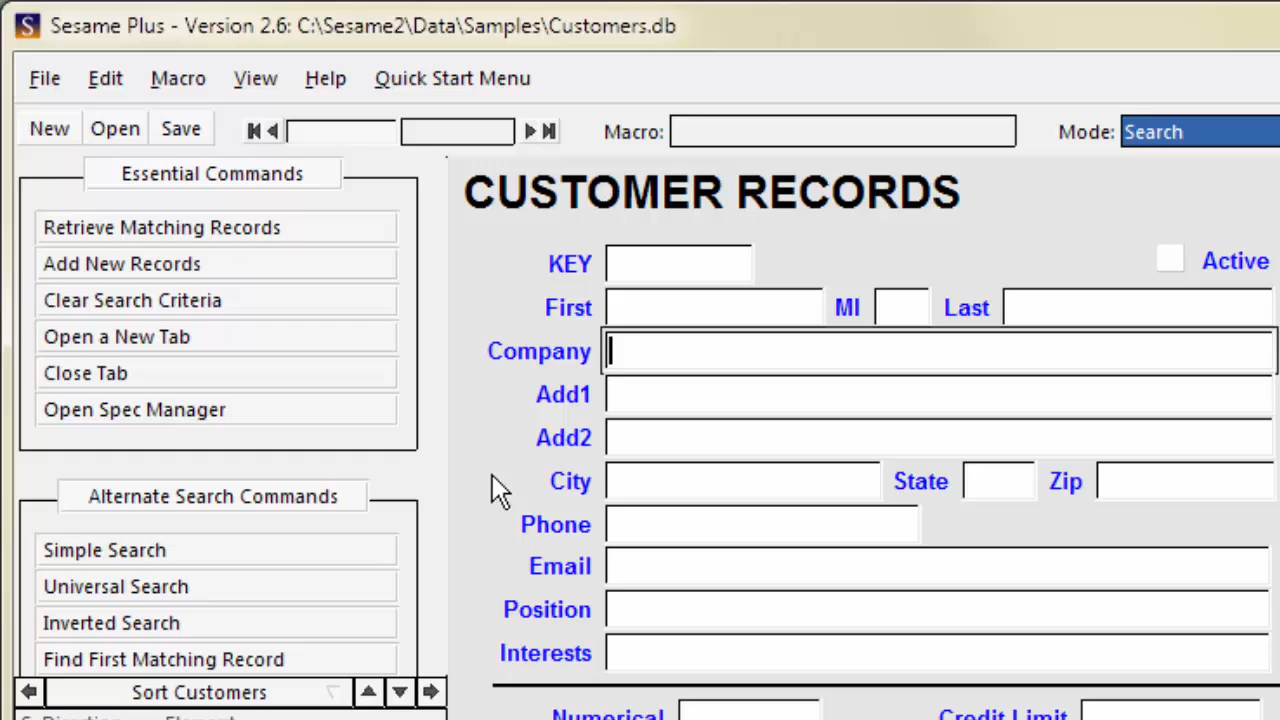 S Sesame Plus - Version 2.6: C:\Sesame2\Data\Samples\Customers.db
File Edit Macro View Help Quick Start Menu
New Open Save Macro: Mode: Search
Essential Commands
Retrieve Matching Records
Add New Records
Clear Search Criteria
Open a New Tab
Close Tab
Open Spec Manager
Alternate Search Commands
Simple Search
Universal Search
Inverted Search
Find First Matching Record
Sort Customers
S. Direction Element
CUSTOMER RECORDS
KEY Active
First MI Last
Company
Add1
Add2
City State Zip
Phone
Email
Position
Interests
Numerical Credit Limit